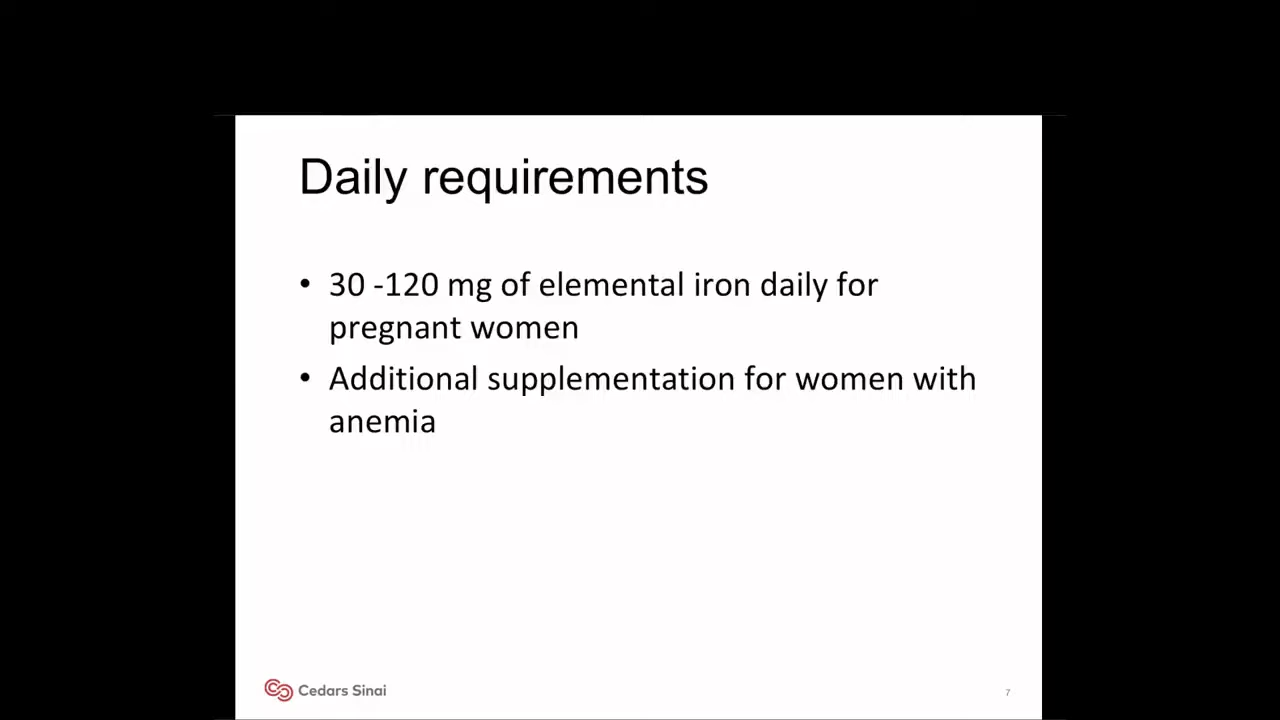 Daily requirements
• 30 -120 mg of elemental iron daily for
pregnant women
• Additional supplementation for women with
anemia
Cedars Sinai
7